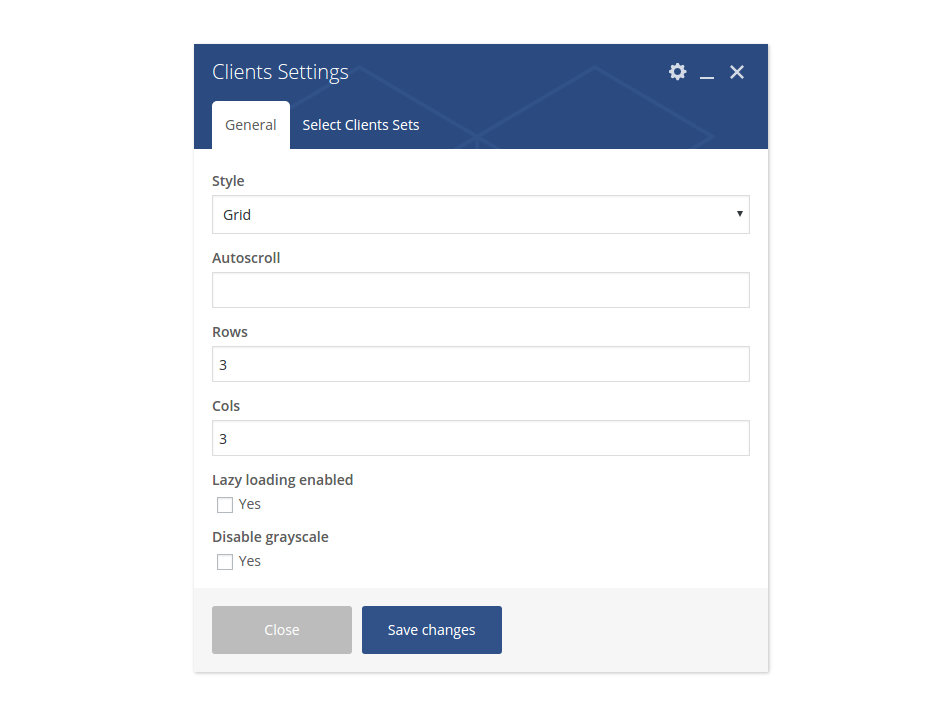 Clients Settings
General
Select Clients Sets
Style
Grid
Autoscroll
Rows
3
Cols
3
Lazy loading enabled
Yes
Disable grayscale
Yes
Close
Save changes